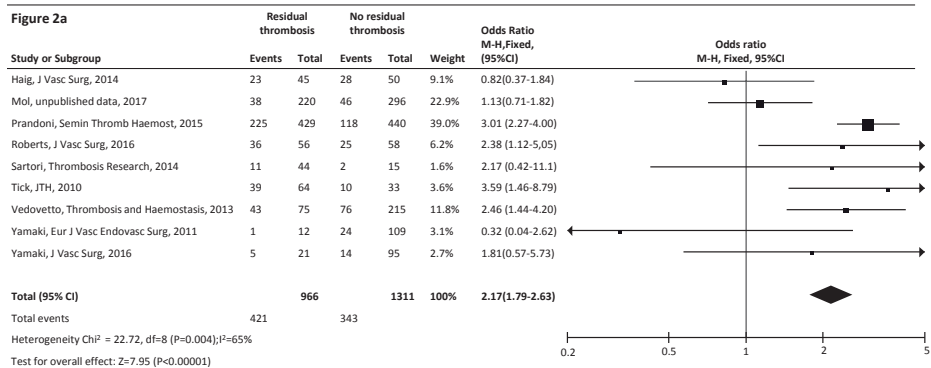 Figure 2a
Residual thrombosis No residual thrombosis Odds Ratio M-H,Fixed, (95%CI) Odds ratio M-H, Fixed, 95%CI
Study or Subgroup Events Total Events Total Weight
Haig, J Vasc Surg, 2014 23 45 28 50 9.1% 0.82(0.37-1.84)
Mol, unpublished data, 2017 38 220 46 296 22.9% 1.13(0.71-1.82)
Prandoni, Semin Thromb Haemost, 2015 225 429 118 440 39.0% 3.01 (2.27-4.00)
Roberts, J Vasc Surg, 2016 36 56 25 58 6.2% 2.38 (1.12-5,05)
Sartori, Thrombosis Research, 2014 11 44 2 15 1.6% 2.17 (0.42-11.1)
Tick, JTH, 2010 39 64 10 33 3.6% 3.59 (1.46-8.79)
Vedovetto, Thrombosis and Haemostasis, 2013 43 75 76 215 11.8% 2.46 (1.44-4.20)
Yamaki, Eur J Vasc Endovasc Surg, 2011 1 12 24 109 3.1% 0.32 (0.04-2.62)
Yamaki, J Vasc Surg, 2016 5 21 14 95 2.7% 1.81(0.57-5.73)
Total (95% CI) 966 1311 100% 2.17(1.79-2.63)
Total events 421 343
Heterogeneity Chi² = 22.72, df=8 (P=0.004);I²=65%
Test for overall effect: Z=7.95 (P<0.00001)
0.2 0.5 1 2 5